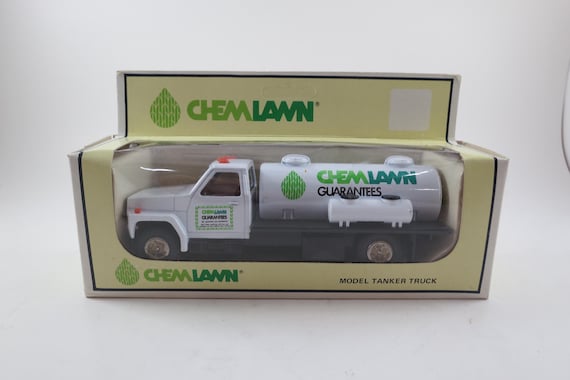 CHEMLAWN®
CHEMLAWN
GUARANTEES
CHEMLAWN
GUARANTEES
CHEMLAWN®
MODEL TANKER TRUCK